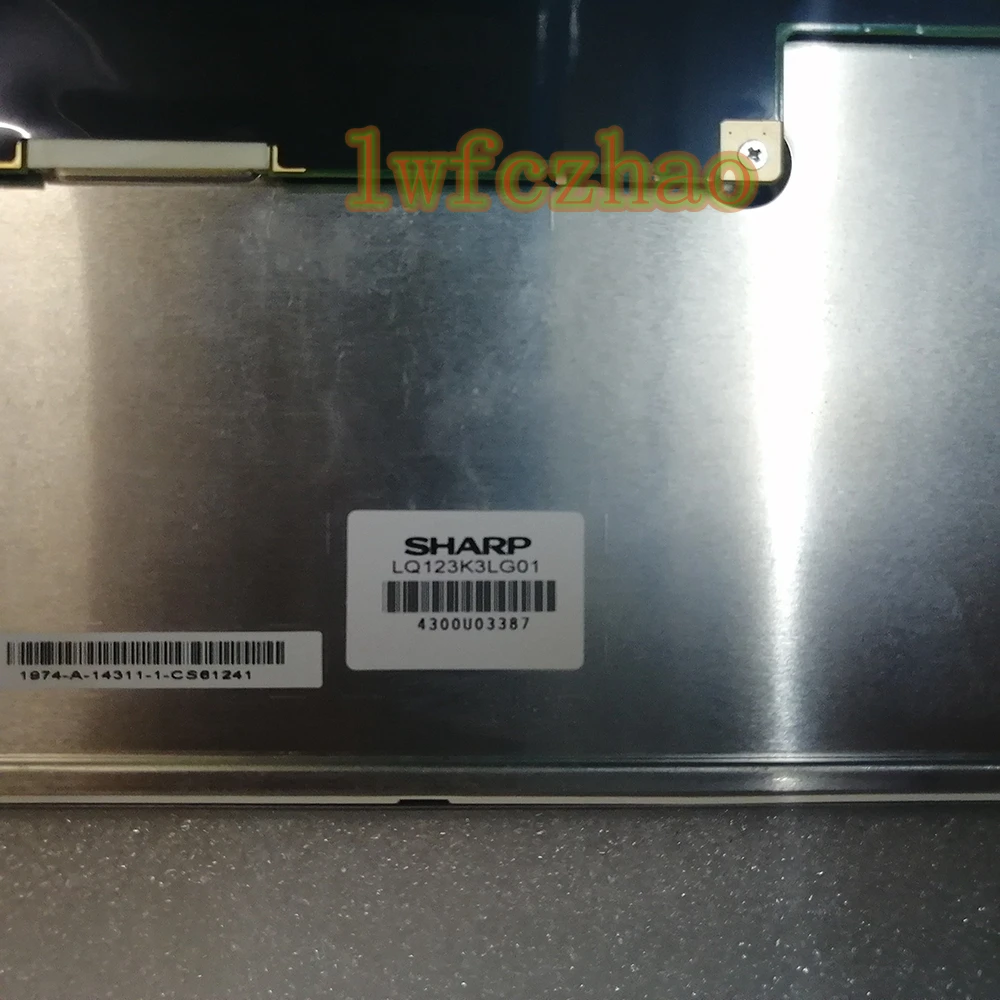 lwfczhao
SHARP
LQ123K3LG01
4300U03387
1974-A-14311-1-CS61241